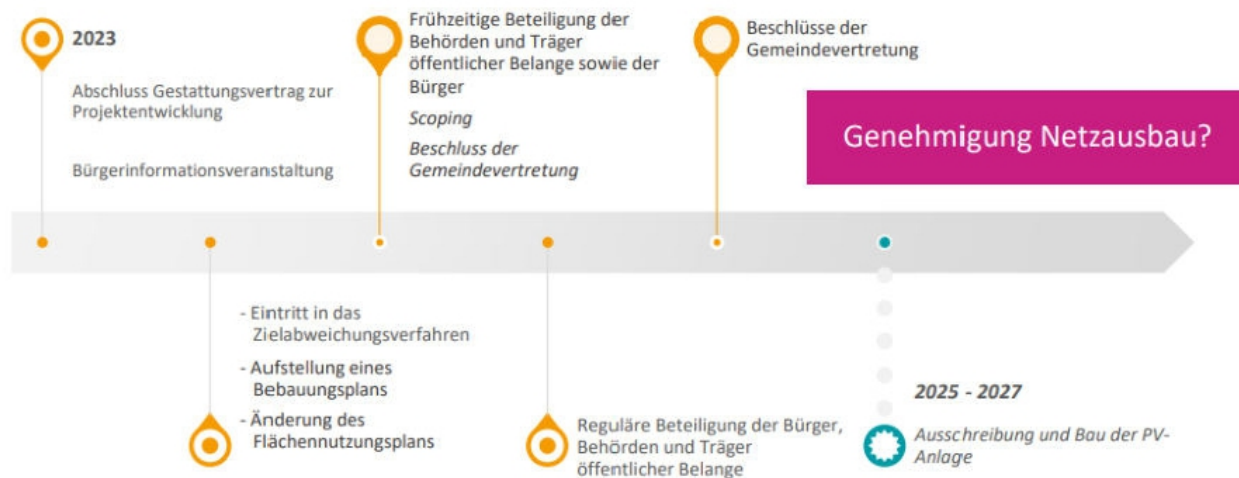 2023
Abschluss Gestattungsvertrag zur
Projektentwicklung
Bürgerinformationsveranstaltung
Frühzeitige Beteiligung der
Behörden und Träger
öffentlicher Belange sowie der
Bürger
Scoping
Beschluss der
Gemeindevertretung
Beschlüsse der
Gemeindevertretung
Genehmigung Netzausbau?
- Eintritt in das
Zielabweichungsverfahren
- Aufstellung eines
Bebauungsplans
- Änderung des
Flächennutzungsplans
Reguläre Beteiligung der Bürger,
Behörden und Träger
öffentlicher Belange
2025 - 2027
Ausschreibung und Bau der PV-
Anlage